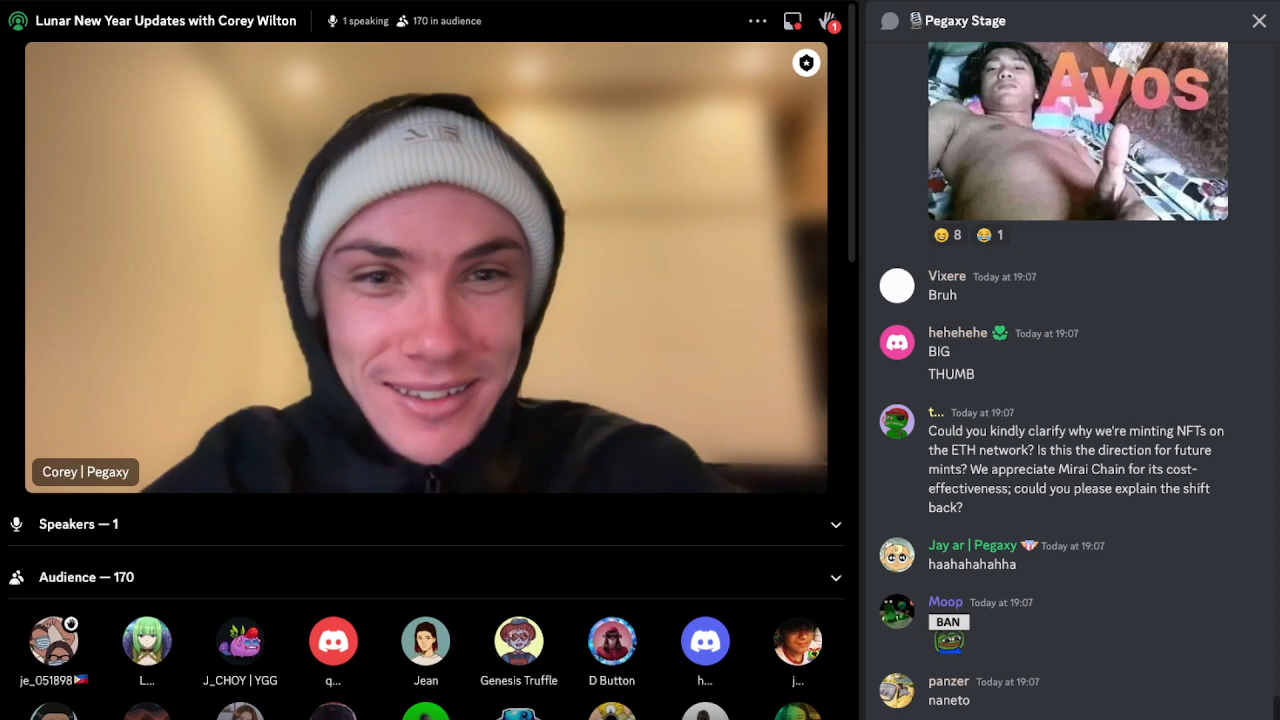 Lunar New Year Updates with Corey Wilton
1 speaking
170 in audience
1
Corey | Pegaxy
Speakers — 1
Audience — 170
je_051898
L...
J_CHOY | YGG
q...
Jean
Genesis Truffle
D Button
h...
j...
Pegaxy Stage
Ayos
8
1
Vixere Today at 19:07
Bruh
hehehehe Today at 19:07
BIG
THUMB
t... Today at 19:07
Could you kindly clarify why we're minting NFTs on
the ETH network? Is this the direction for future
mints? We appreciate Mirai Chain for its cost-
effectiveness; could you please explain the shift
back?
Jay ar | Pegaxy Today at 19:07
haahahahahha
Moop Today at 19:07
BAN
panzer Today at 19:07
naneto